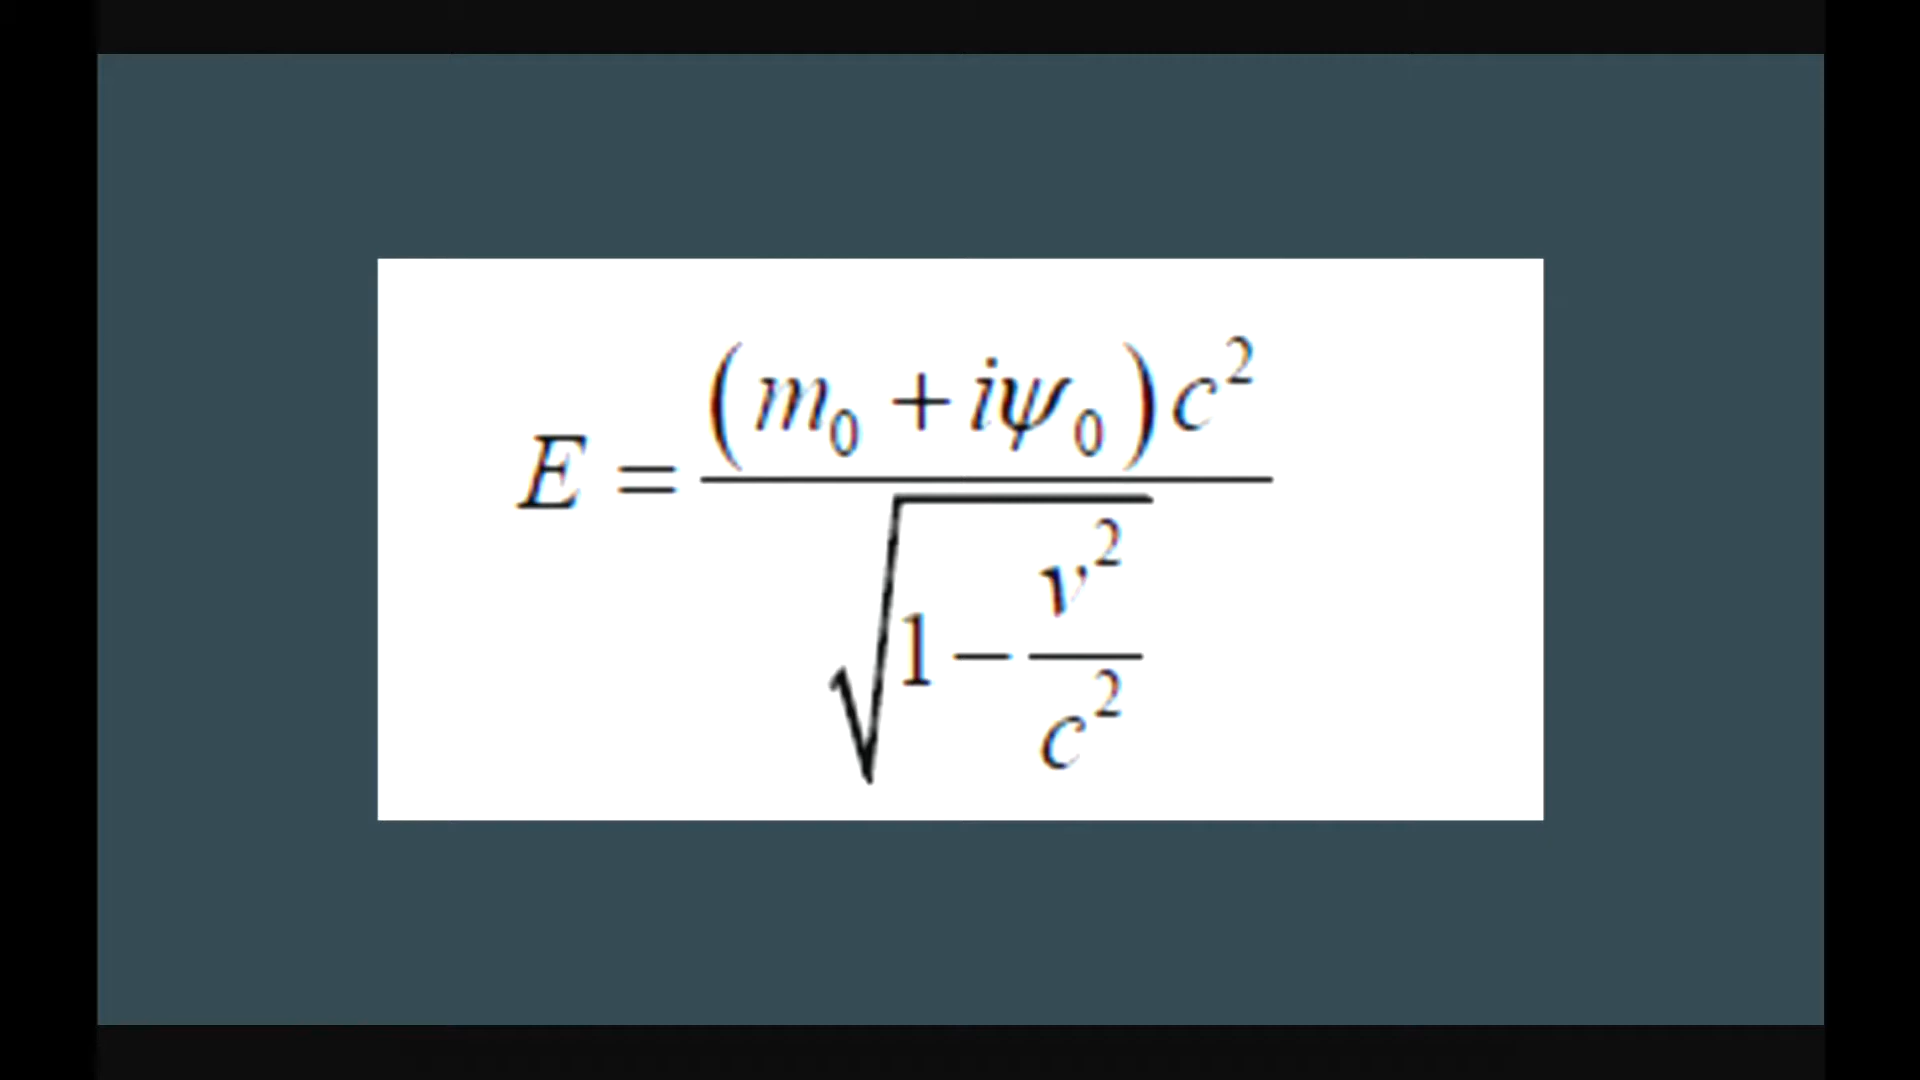 E = (m₀ + iψ₀)c² / √(1 − v²/c²)